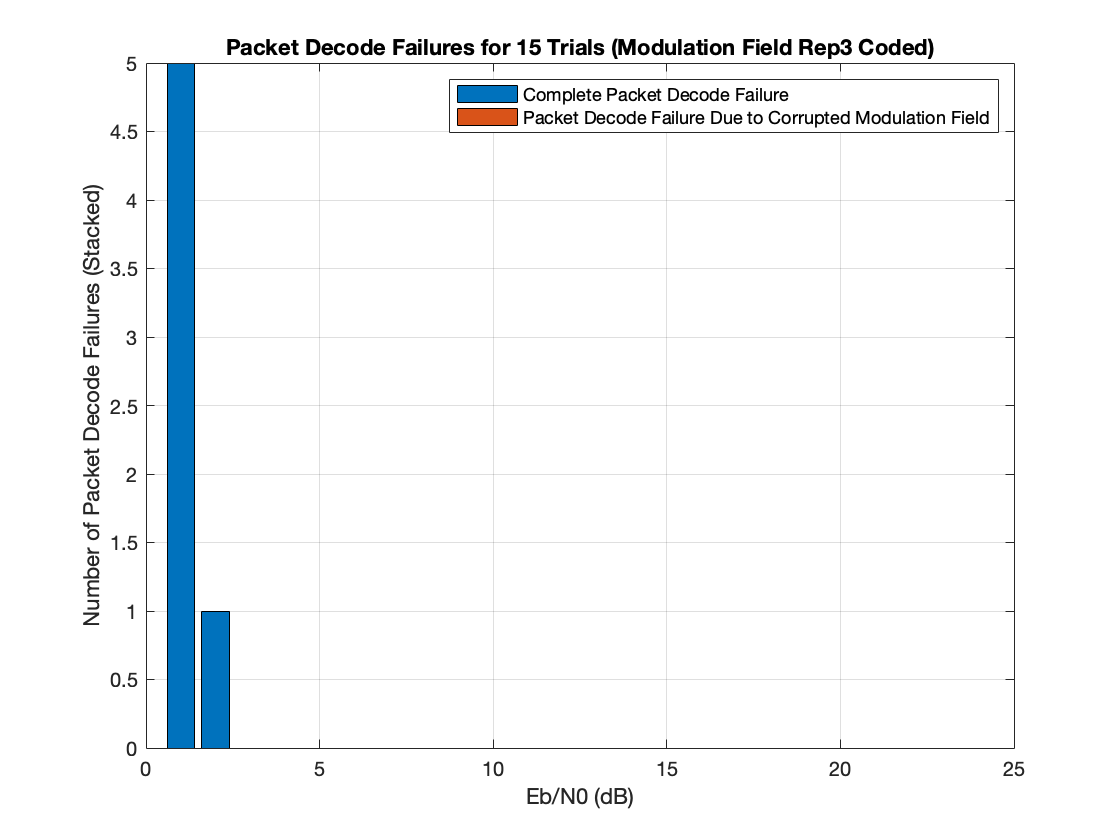 Packet Decode Failures for 15 Trials (Modulation Field Rep3 Coded)
Complete Packet Decode Failure
Packet Decode Failure Due to Corrupted Modulation Field
Number of Packet Decode Failures (Stacked)
5
4.5
4
3.5
3
2.5
2
1.5
1
0.5
0
0 5 10 15 20 25
Eb/N0 (dB)